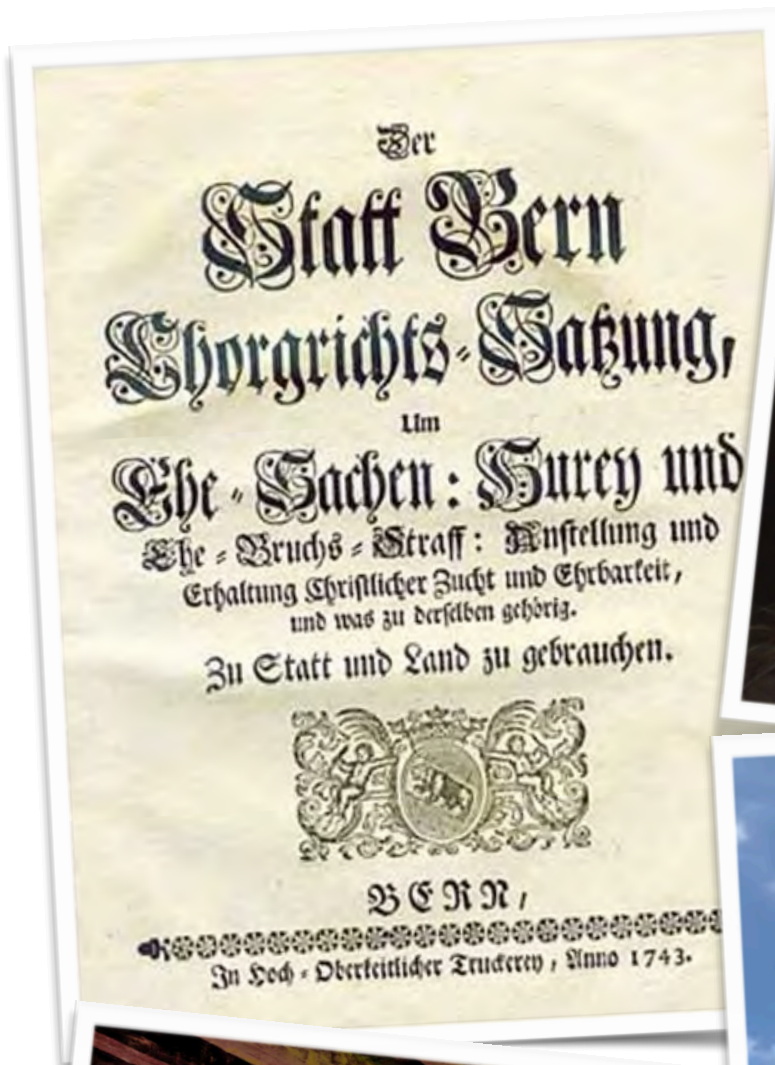 Der
Statt Bern
Chorgrichts-Satzung,
Um
Ehe-Sachen: Hurey und
Ehe-Bruchs-Straff: Anstellung und
Erhaltung Christlicher Zucht und Ehrbarkeit,
und was zu derselben gehörig.
Zu Statt und Land zu gebrauchen.
BERN,
In Hoch-Oberkeitlicher Truckerey, Anno 1743.